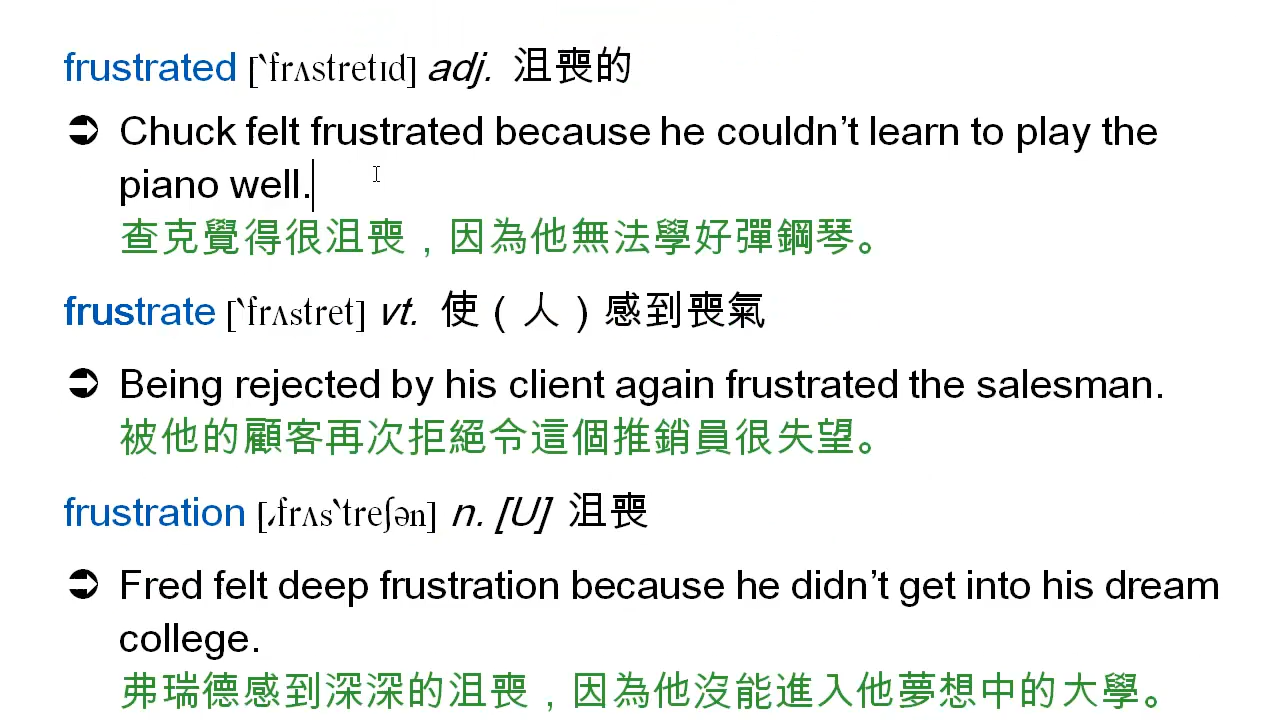 frustrated [ˋfrʌstretɪd] adj. 沮喪的
➲ Chuck felt frustrated because he couldn’t learn to play the
piano well.
查克覺得很沮喪，因為他無法學好彈鋼琴。
frustrate [ˋfrʌstret] vt. 使（人）感到喪氣
➲ Being rejected by his client again frustrated the salesman.
被他的顧客再次拒絕令這個推銷員很失望。
frustration [ˏfrʌsˋtreʃən] n. [U] 沮喪
➲ Fred felt deep frustration because he didn’t get into his dream
college.
弗瑞德感到深深的沮喪，因為他沒能進入他夢想中的大學。